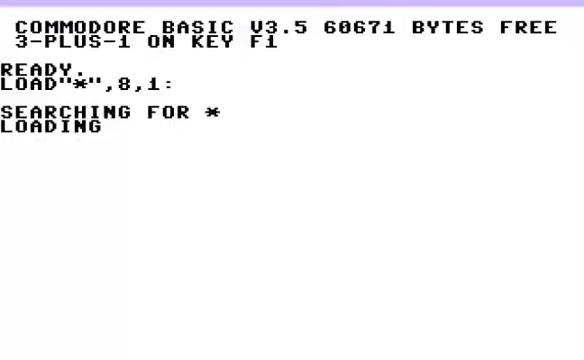 COMMODORE BASIC V3.5 60671 BYTES FREE
3-PLUS-1 ON KEY F1
READY.
LOAD"*",8,1:
SEARCHING FOR *
LOADING